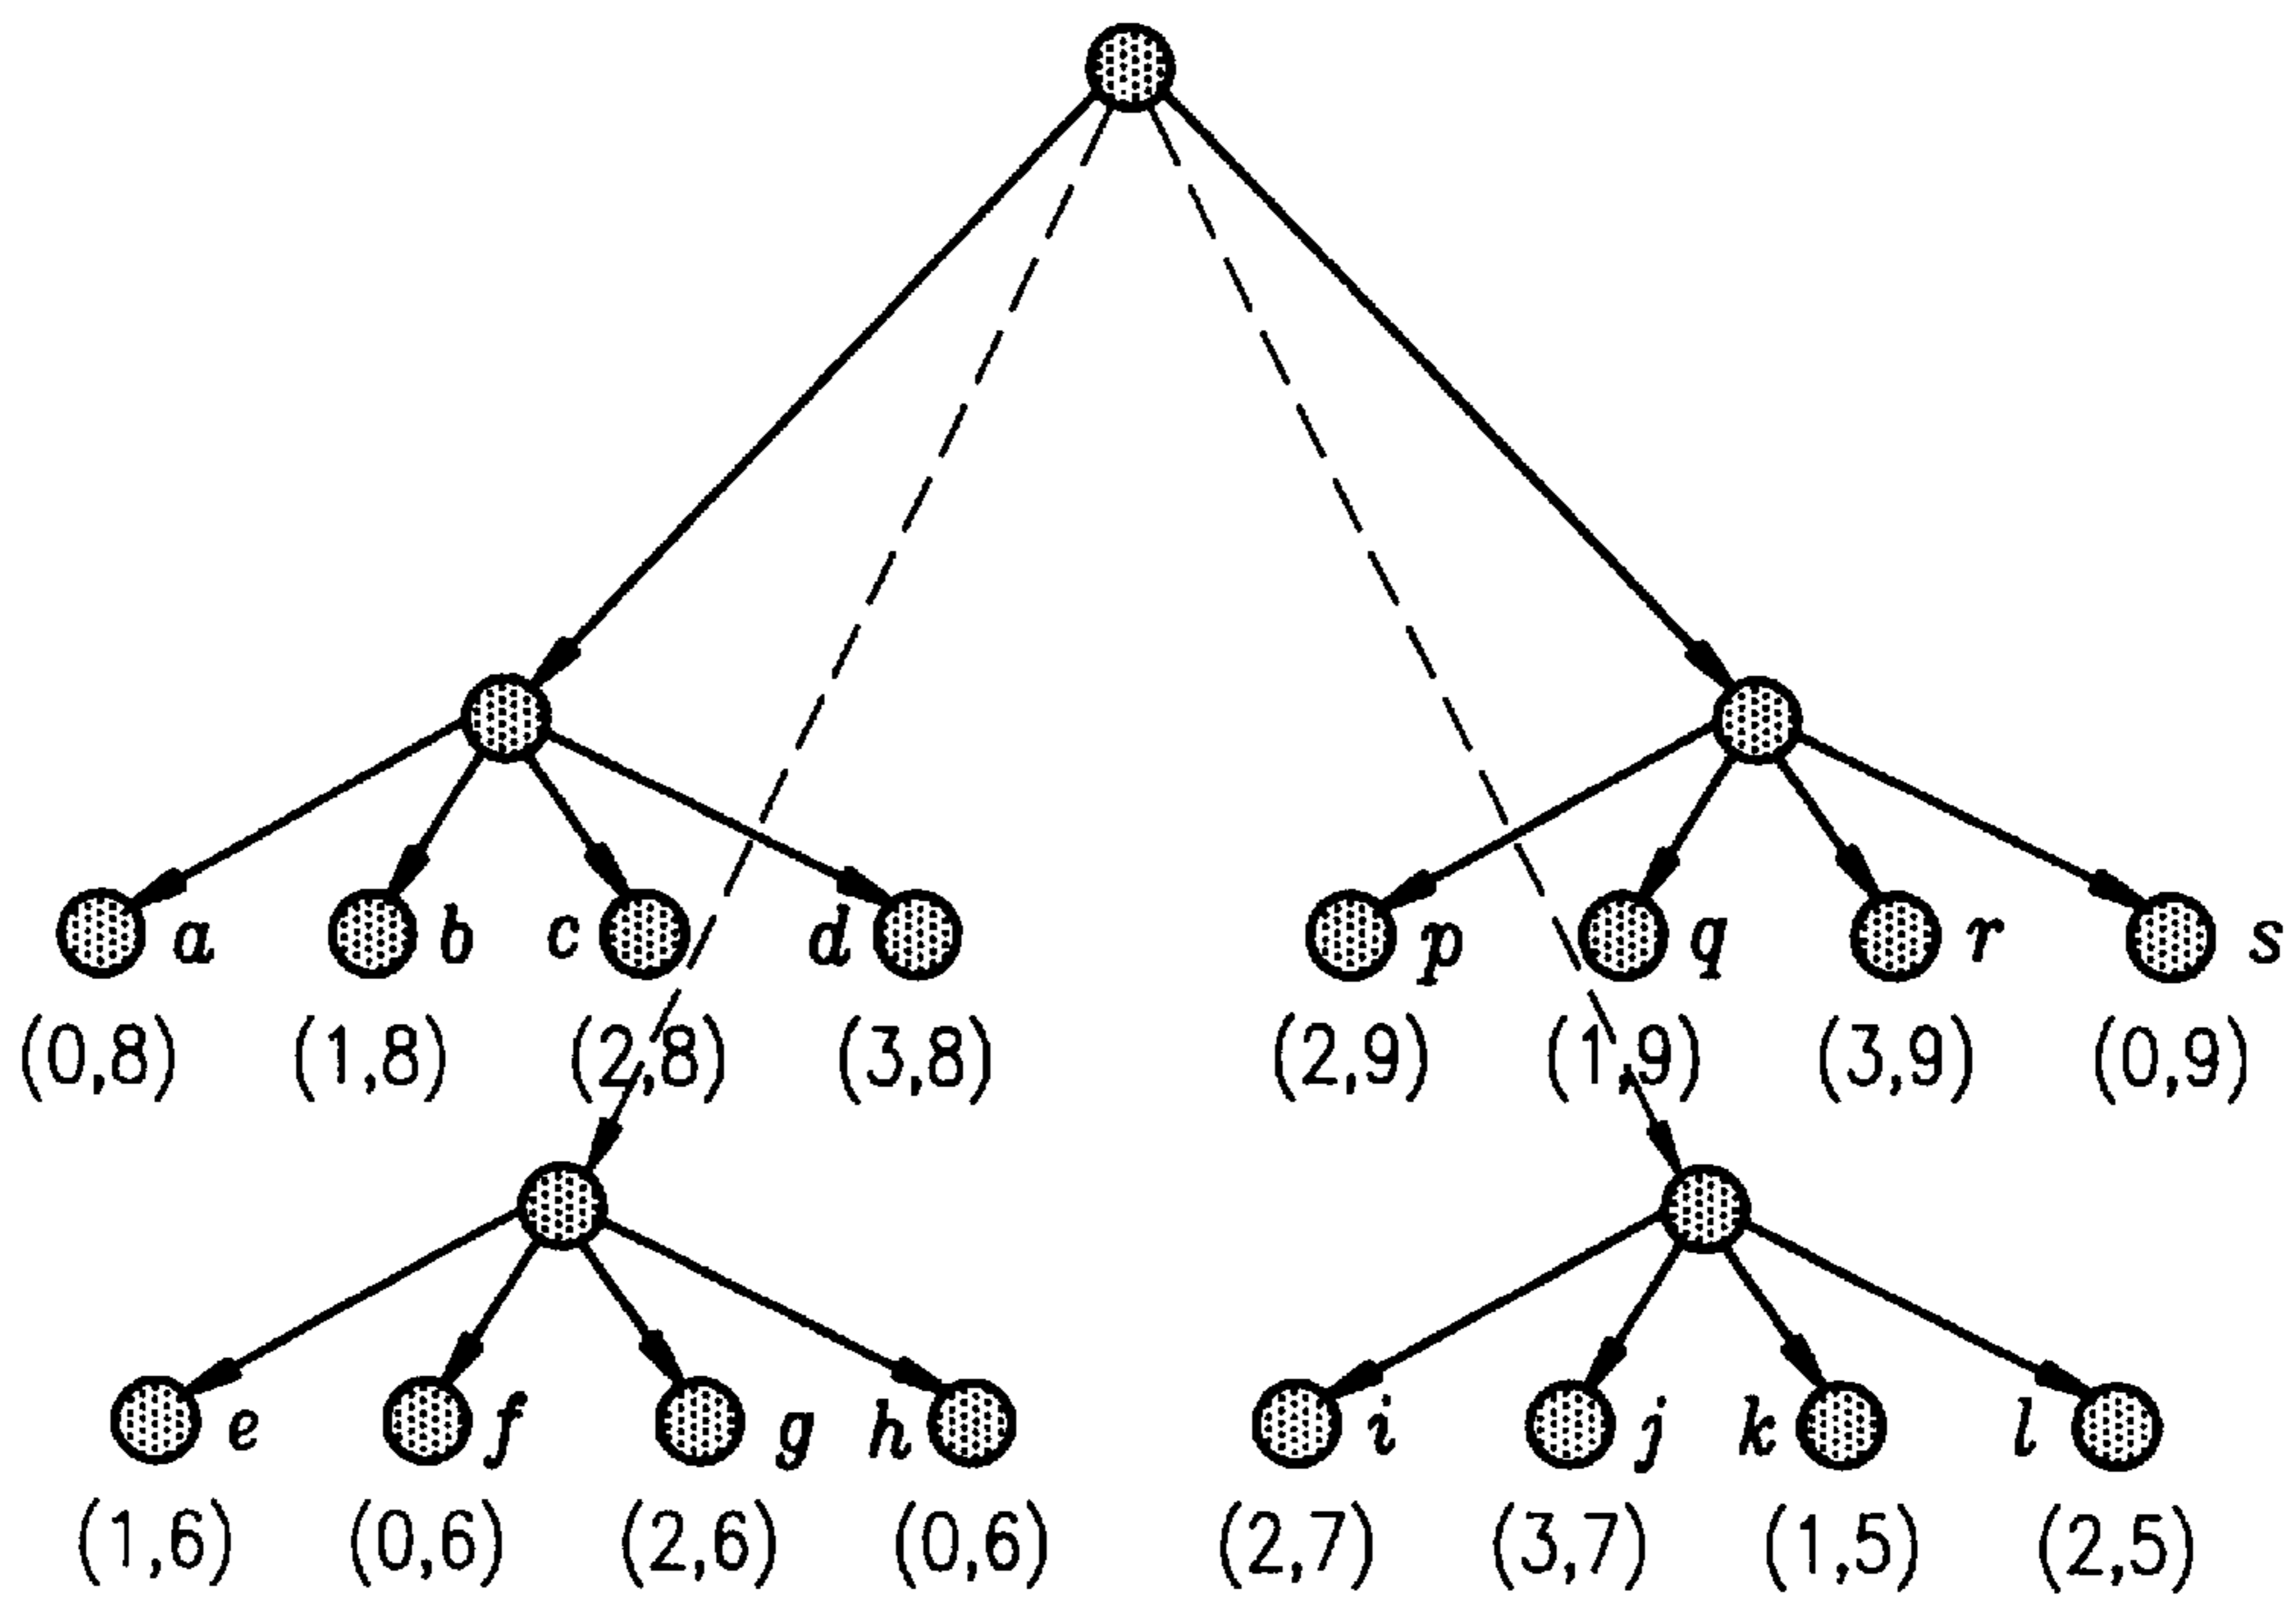 a b c d p q r s
(0,8) (1,8) (2,8) (3,8) (2,9) (1,9) (3,9) (0,9)
e f g h i j k l
(1,6) (0,6) (2,6) (0,6) (2,7) (3,7) (1,5) (2,5)